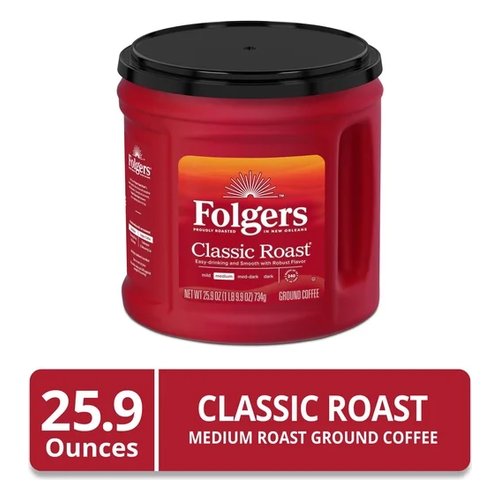 Folgers
Folgers
™
PROUDLY ROASTED IN NEW ORLEANS
Classic Roast®
Easy-drinking and Smooth with Robust Flavor
mild medium med-dark dark
240
NET WT 25.9 OZ (1 LB 9.9 OZ) 734g GROUND COFFEE
25.9
Ounces
CLASSIC ROAST
MEDIUM ROAST GROUND COFFEE